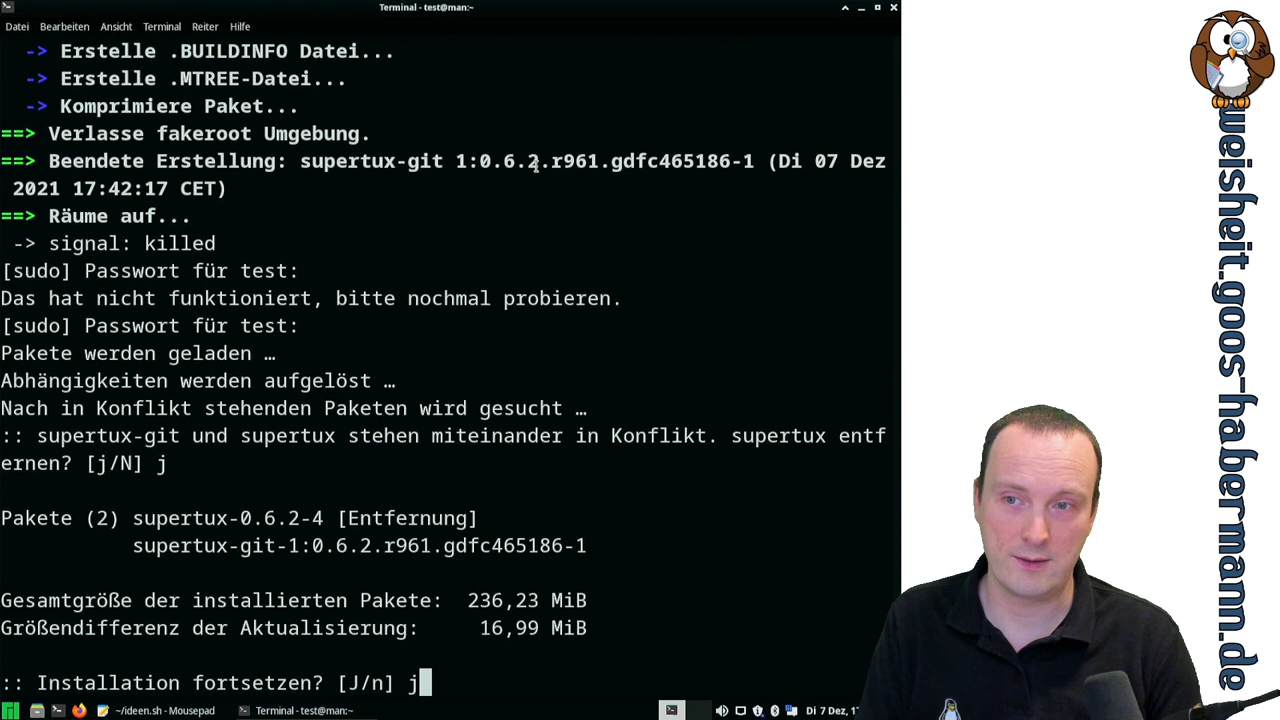 Terminal - test@man:~
Datei Bearbeiten Ansicht Terminal Reiter Hilfe
-> Erstelle .BUILDINFO Datei...
-> Erstelle .MTREE-Datei...
-> Komprimiere Paket...
==> Verlasse fakeroot Umgebung.
==> Beendete Erstellung: supertux-git 1:0.6.2.r961.gdfc465186-1 (Di 07 Dez
2021 17:42:17 CET)
==> Räume auf...
-> signal: killed
[sudo] Passwort für test:
Das hat nicht funktioniert, bitte nochmal probieren.
[sudo] Passwort für test:
Pakete werden geladen …
Abhängigkeiten werden aufgelöst …
Nach in Konflikt stehenden Paketen wird gesucht …
:: supertux-git und supertux stehen miteinander in Konflikt. supertux entf
ernen? [j/N] j
Pakete (2) supertux-0.6.2-4 [Entfernung]
supertux-git-1:0.6.2.r961.gdfc465186-1
Gesamtgröße der installierten Pakete: 236,23 MiB
Größendifferenz der Aktualisierung: 16,99 MiB
:: Installation fortsetzen? [J/n] j
~/ideen.sh - Mousepad
Terminal - test@man:~
Di 7 Dez, 17
weisheit.goos-habermann.de